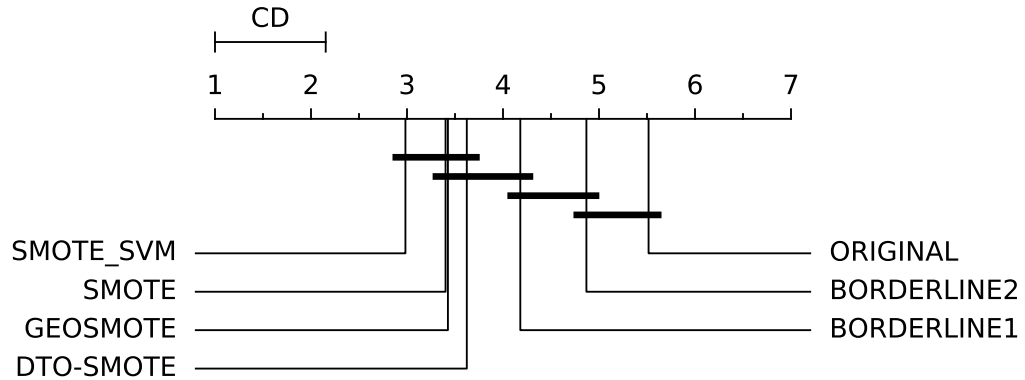 CD
1 2 3 4 5 6 7
SMOTE_SVM
SMOTE
GEOSMOTE
DTO-SMOTE
ORIGINAL
BORDERLINE2
BORDERLINE1